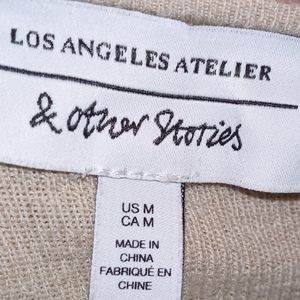 LOS ANGELES ATELIER
& other Stories
US M
CA M
MADE IN
CHINA
FABRIQUÉ EN
CHINE